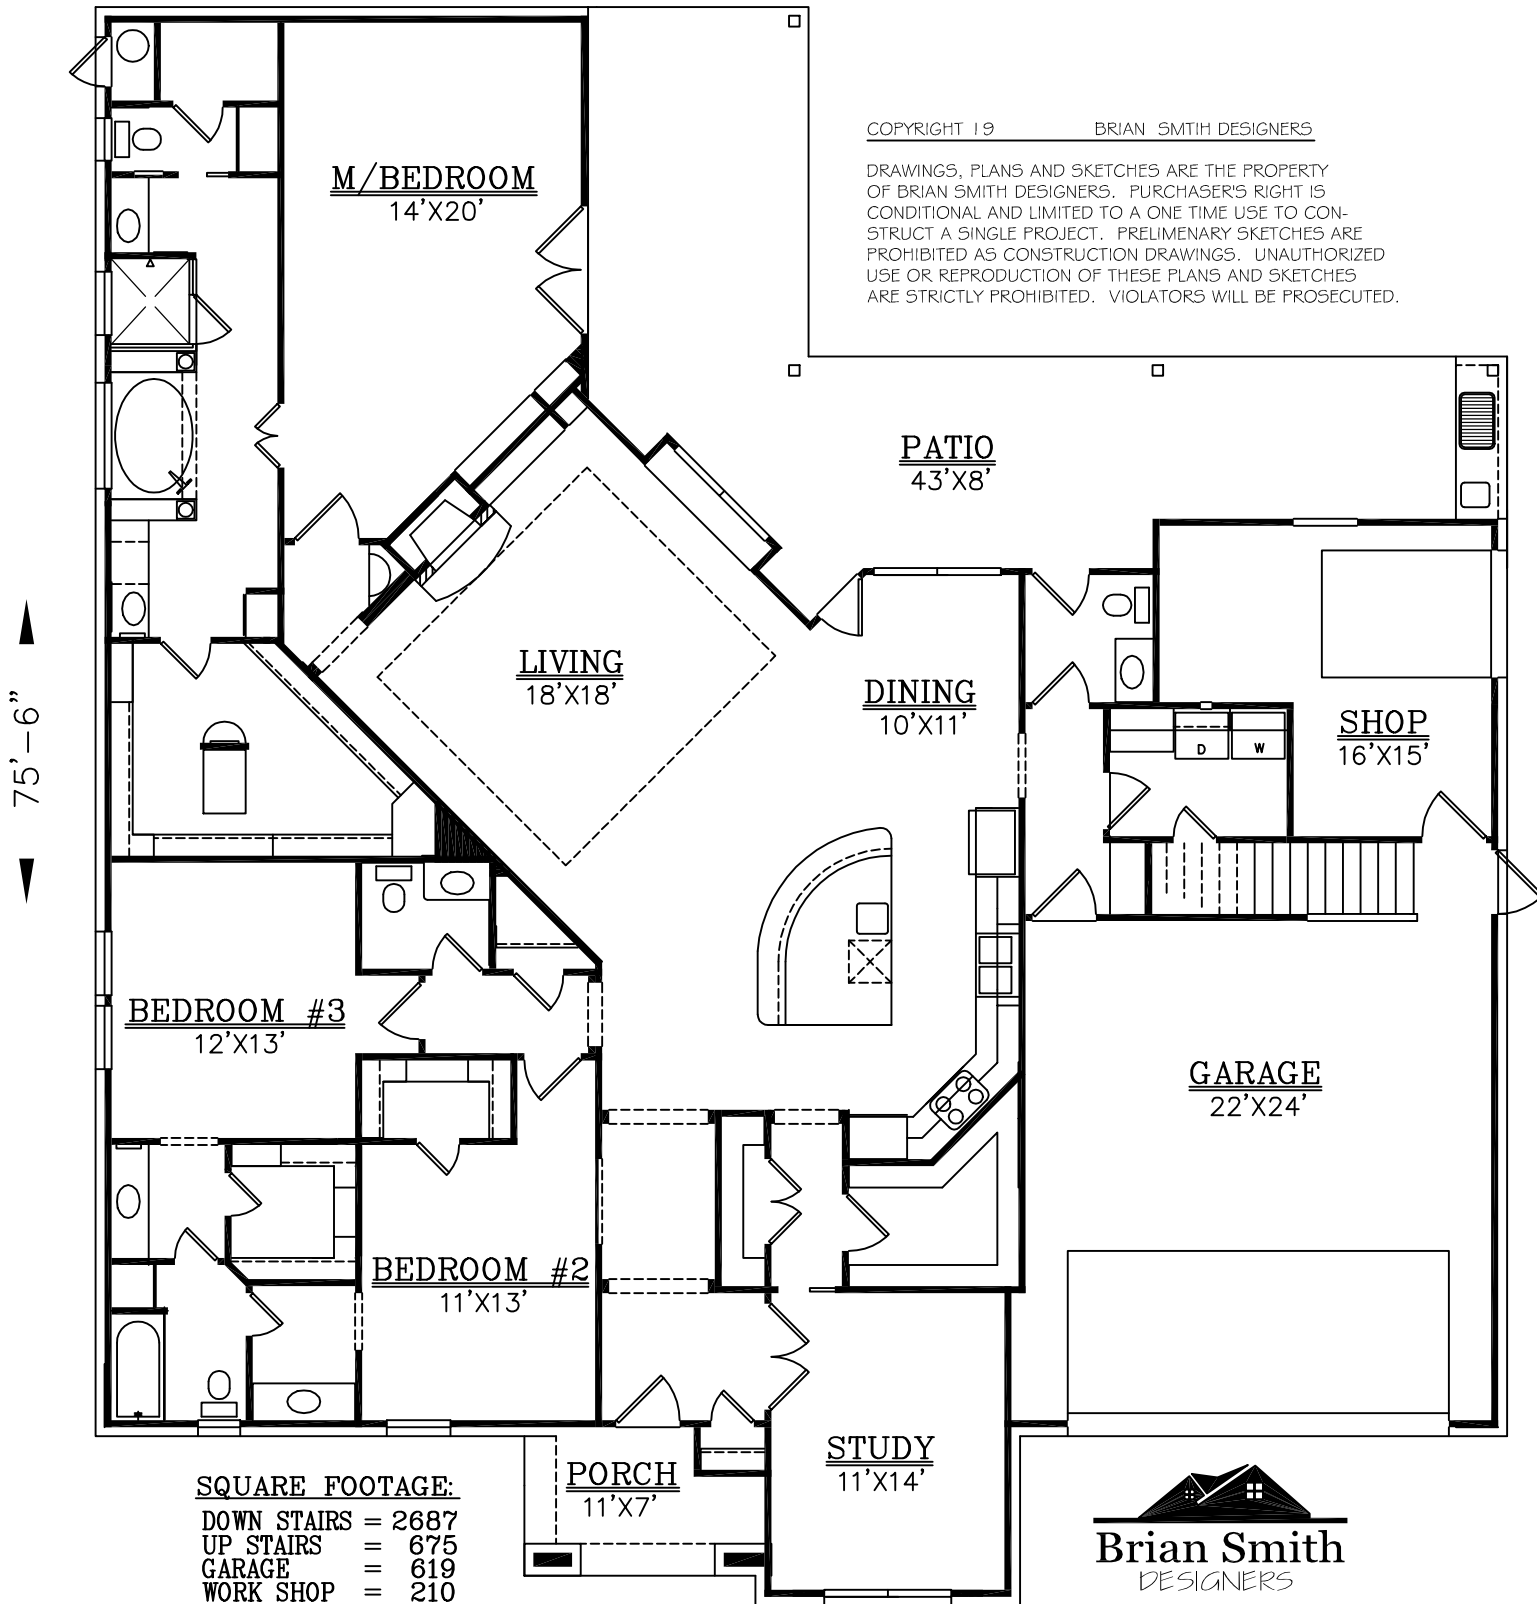 COPYRIGHT 19 BRIAN SMTIH DESIGNERS
DRAWINGS, PLANS AND SKETCHES ARE THE PROPERTY
OF BRIAN SMITH DESIGNERS. PURCHASER'S RIGHT IS
CONDITIONAL AND LIMITED TO A ONE TIME USE TO CON-
STRUCT A SINGLE PROJECT. PRELIMENARY SKETCHES ARE
PROHIBITED AS CONSTRUCTION DRAWINGS. UNAUTHORIZED
USE OR REPRODUCTION OF THESE PLANS AND SKETCHES
ARE STRICTLY PROHIBITED. VIOLATORS WILL BE PROSECUTED.
M/BEDROOM
14'X20'
PATIO
43'X8'
LIVING
18'X18'
DINING
10'X11'
SHOP
16'X15'
D
W
75'-6"
BEDROOM #3
12'X13'
GARAGE
22'X24'
BEDROOM #2
11'X13'
STUDY
11'X14'
PORCH
11'X7'
SQUARE FOOTAGE:
DOWN STAIRS = 2687
UP STAIRS = 675
GARAGE = 619
WORK SHOP = 210
Brian Smith
DESIGNERS